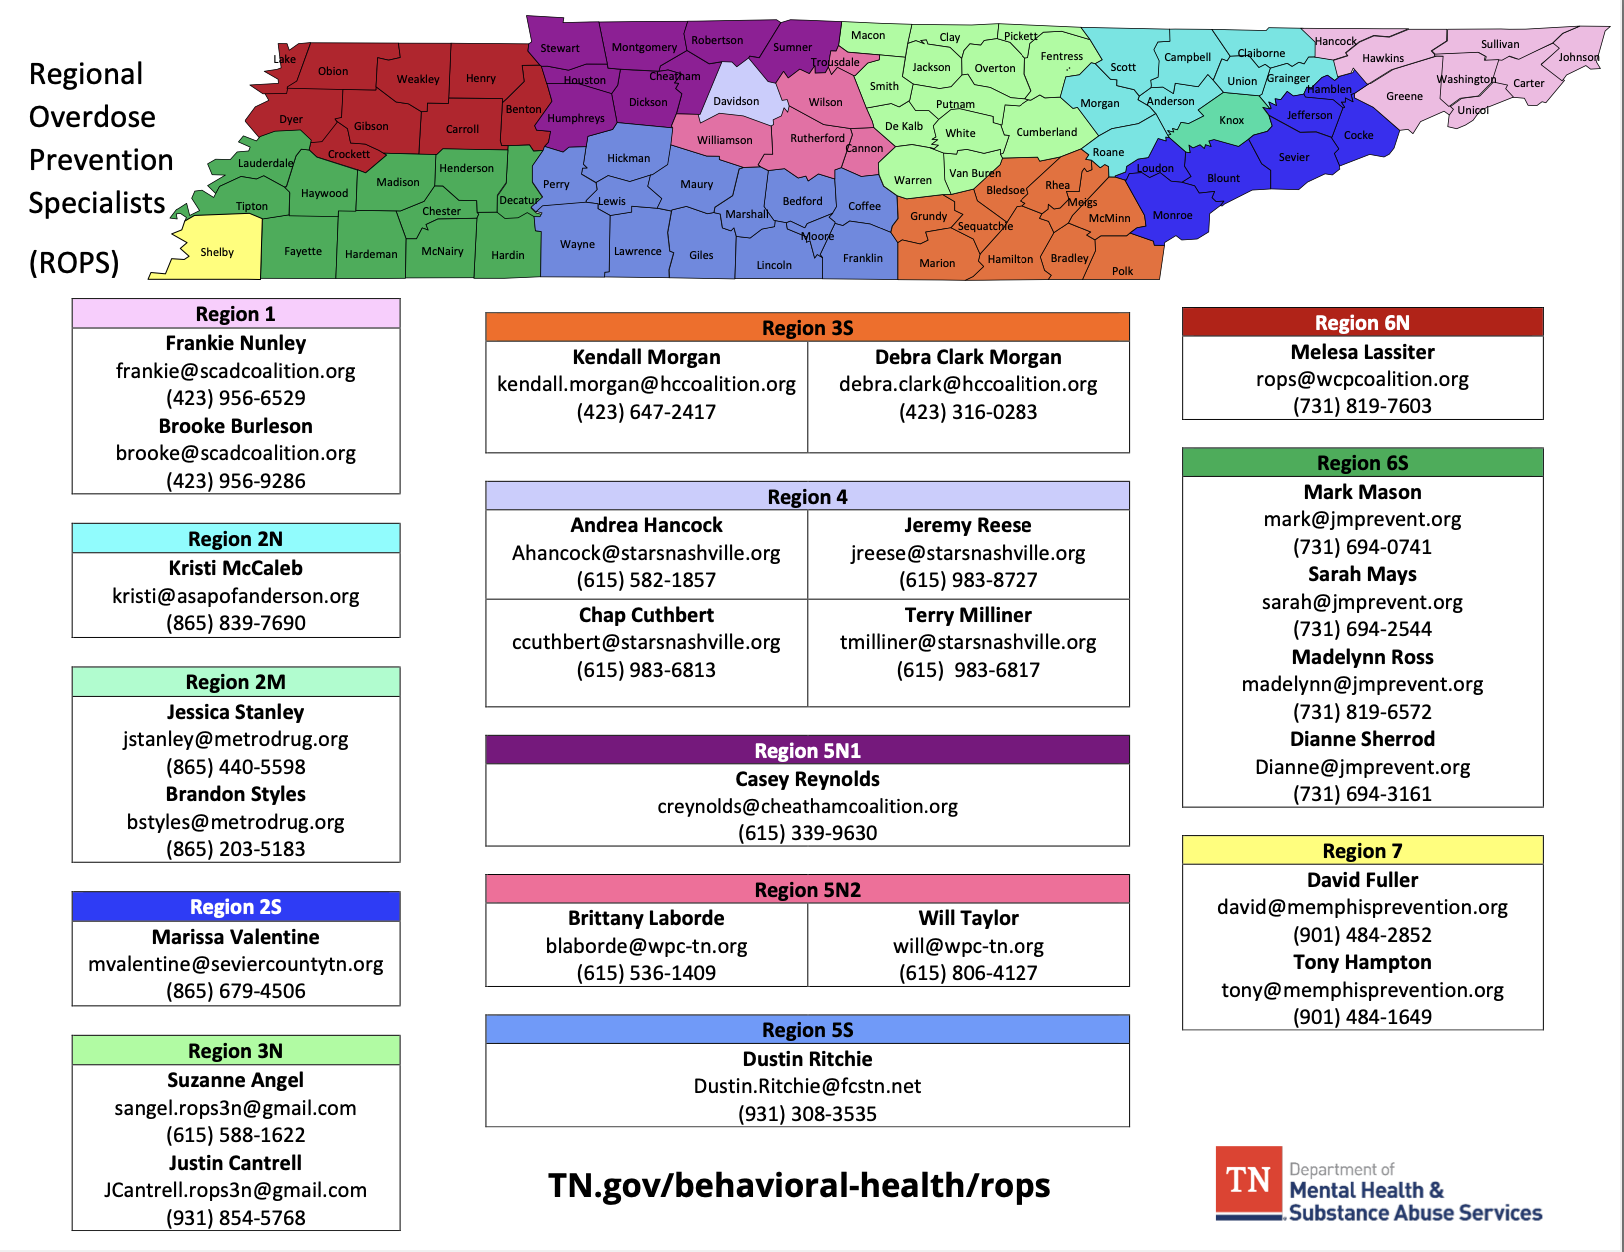 Regional
Overdose
Prevention
Specialists
(ROPS)
Lake
Obion
Weakley
Henry
Stewart
Montgomery
Robertson
Sumner
Macon
Clay
Pickett
Fentress
Scott
Campbell
Claiborne
Hancock
Hawkins
Sullivan
Johnson
Dyer
Gibson
Carroll
Benton
Houston
Cheatham
Dickson
Humphreys
Davidson
Trousdale
Wilson
Smith
Jackson
Overton
Putnam
Morgan
Anderson
Union
Grainger
Hamblen
Greene
Washington
Carter
Unicoi
Crockett
Lauderdale
Haywood
Madison
Henderson
Decatur
Perry
Hickman
Williamson
Rutherford
Cannon
De Kalb
White
Cumberland
Roane
Knox
Jefferson
Cocke
Sevier
Loudon
Blount
Monroe
Tipton
Chester
Lewis
Maury
Marshall
Bedford
Coffee
Warren
Van Buren
Bledsoe
Rhea
Meigs
McMinn
Shelby
Fayette
Hardeman
McNairy
Hardin
Wayne
Lawrence
Giles
Lincoln
Moore
Franklin
Grundy
Sequatchie
Marion
Hamilton
Bradley
Polk
Region 1
Frankie Nunley
frankie@scadcoalition.org
(423) 956-6529
Brooke Burleson
brooke@scadcoalition.org
(423) 956-9286
Region 2N
Kristi McCaleb
kristi@asapofanderson.org
(865) 839-7690
Region 2M
Jessica Stanley
jstanley@metrodrug.org
(865) 440-5598
Brandon Styles
bstyles@metrodrug.org
(865) 203-5183
Region 2S
Marissa Valentine
mvalentine@seviercountytn.org
(865) 679-4506
Region 3N
Suzanne Angel
sangel.rops3n@gmail.com
(615) 588-1622
Justin Cantrell
JCantrell.rops3n@gmail.com
(931) 854-5768
Region 3S
Kendall Morgan
kendall.morgan@hccoalition.org
(423) 647-2417
Debra Clark Morgan
debra.clark@hccoalition.org
(423) 316-0283
Region 4
Andrea Hancock
Ahancock@starsnashville.org
(615) 582-1857
Jeremy Reese
jreese@starsnashville.org
(615) 983-8727
Chap Cuthbert
ccuthbert@starsnashville.org
(615) 983-6813
Terry Milliner
tmilliner@starsnashville.org
(615) 983-6817
Region 5N1
Casey Reynolds
creynolds@cheathamcoalition.org
(615) 339-9630
Region 5N2
Brittany Laborde
blaborde@wpc-tn.org
(615) 536-1409
Will Taylor
will@wpc-tn.org
(615) 806-4127
Region 5S
Dustin Ritchie
Dustin.Ritchie@fcstn.net
(931) 308-3535
Region 6N
Melesa Lassiter
rops@wcpcoalition.org
(731) 819-7603
Region 6S
Mark Mason
mark@jmprevent.org
(731) 694-0741
Sarah Mays
sarah@jmprevent.org
(731) 694-2544
Madelynn Ross
madelynn@jmprevent.org
(731) 819-6572
Dianne Sherrod
Dianne@jmprevent.org
(731) 694-3161
Region 7
David Fuller
david@memphisprevention.org
(901) 484-2852
Tony Hampton
tony@memphisprevention.org
(901) 484-1649
TN.gov/behavioral-health/rops
TN
Department of
Mental Health &
Substance Abuse Services